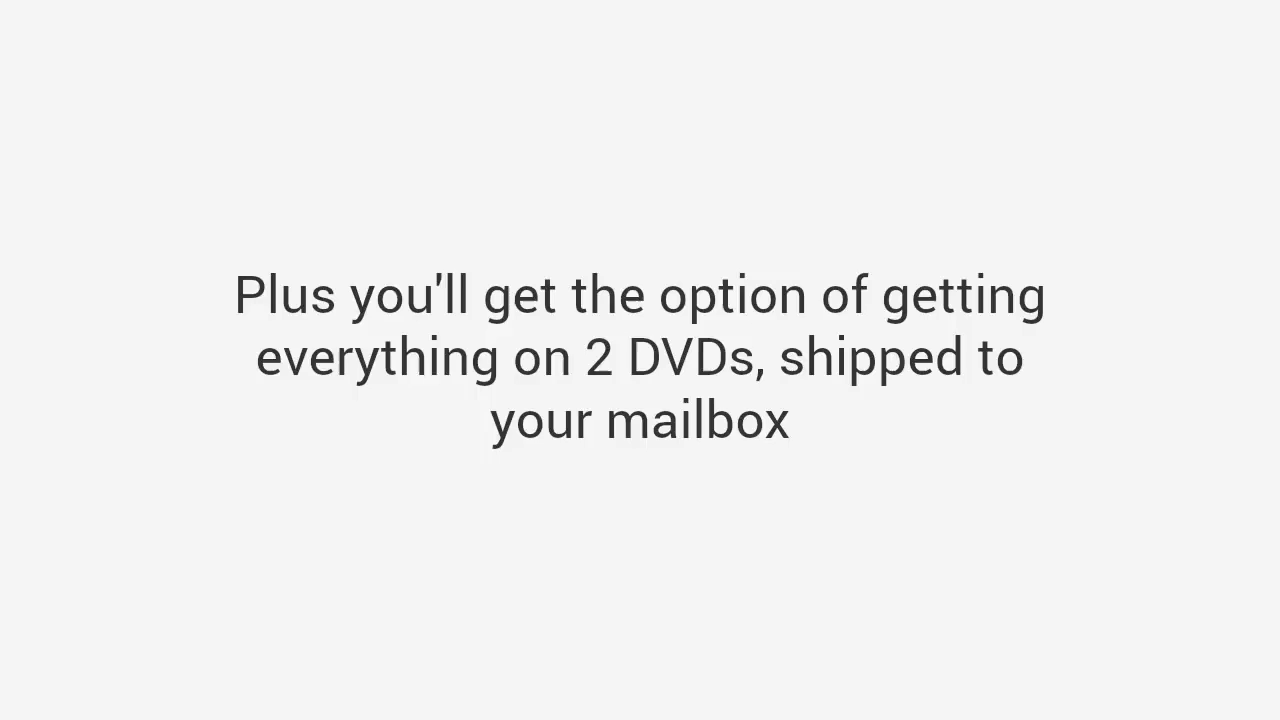 Plus you'll get the option of getting
everything on 2 DVDs, shipped to
your mailbox